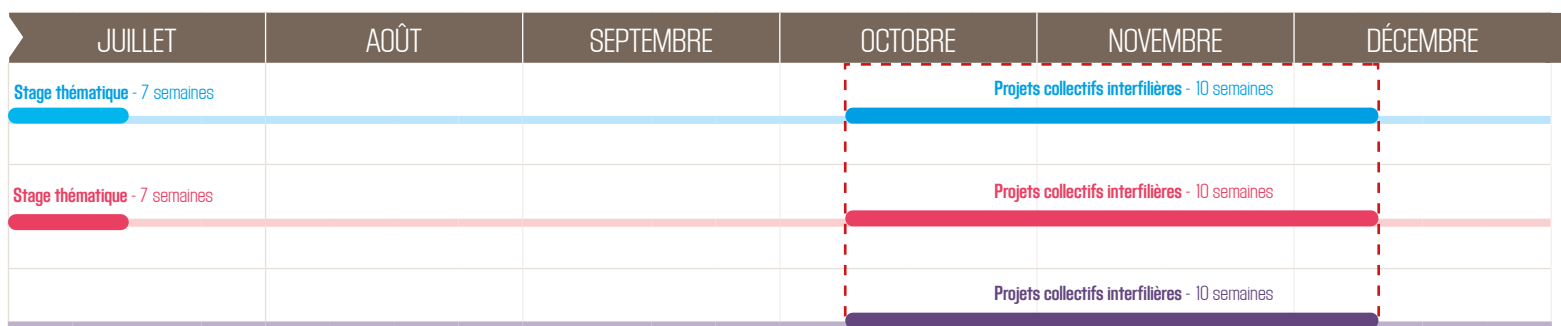 JUILLET AOÛT SEPTEMBRE OCTOBRE NOVEMBRE DÉCEMBRE
Stage thématique - 7 semaines Projets collectifs interfilières - 10 semaines
Stage thématique - 7 semaines Projets collectifs interfilières - 10 semaines
Projets collectifs interfilières - 10 semaines